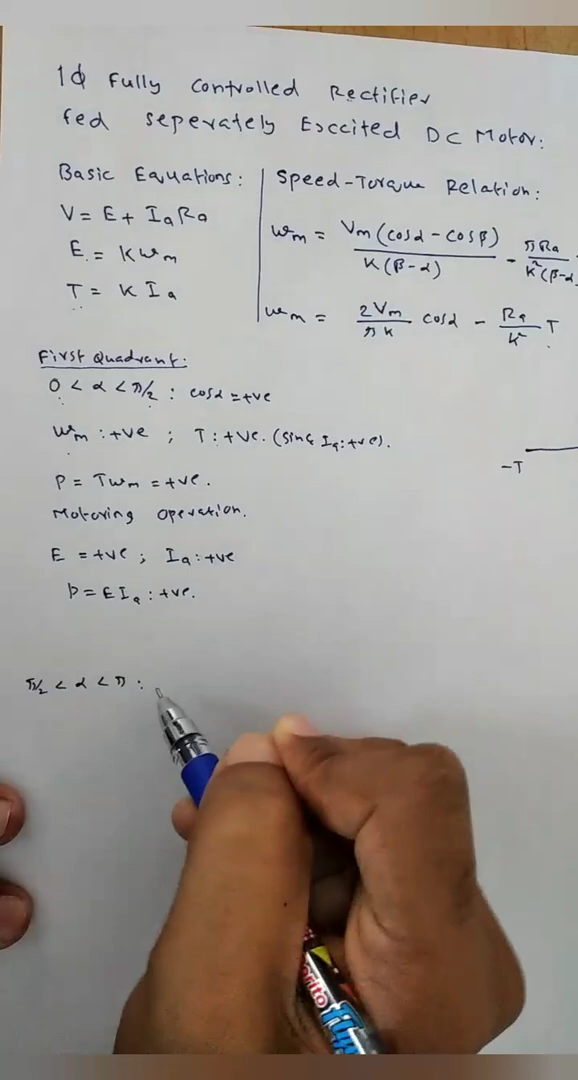 1ϕ Fully Controlled Rectifier
fed seperately Exccited DC Motor:
Basic Equations:
V = E + IaRa
E = Kωm
T = K Ia
Speed-Torque Relation:
ωm = Vm(cosα - cosβ) / K(β-α) - πRa / K²(β-α
ωm = 2Vm / πK cosα - Ra / K² T
First Quadrant:
0 < α < π/2 : cosα = +ve
ωm : +ve ; T : +ve. (since Ia : +ve).
-T
P = Tωm = +ve.
Motoring Operation.
E = +ve ; Ia : +ve
P = EIa : +ve.
π/2 < α < π :